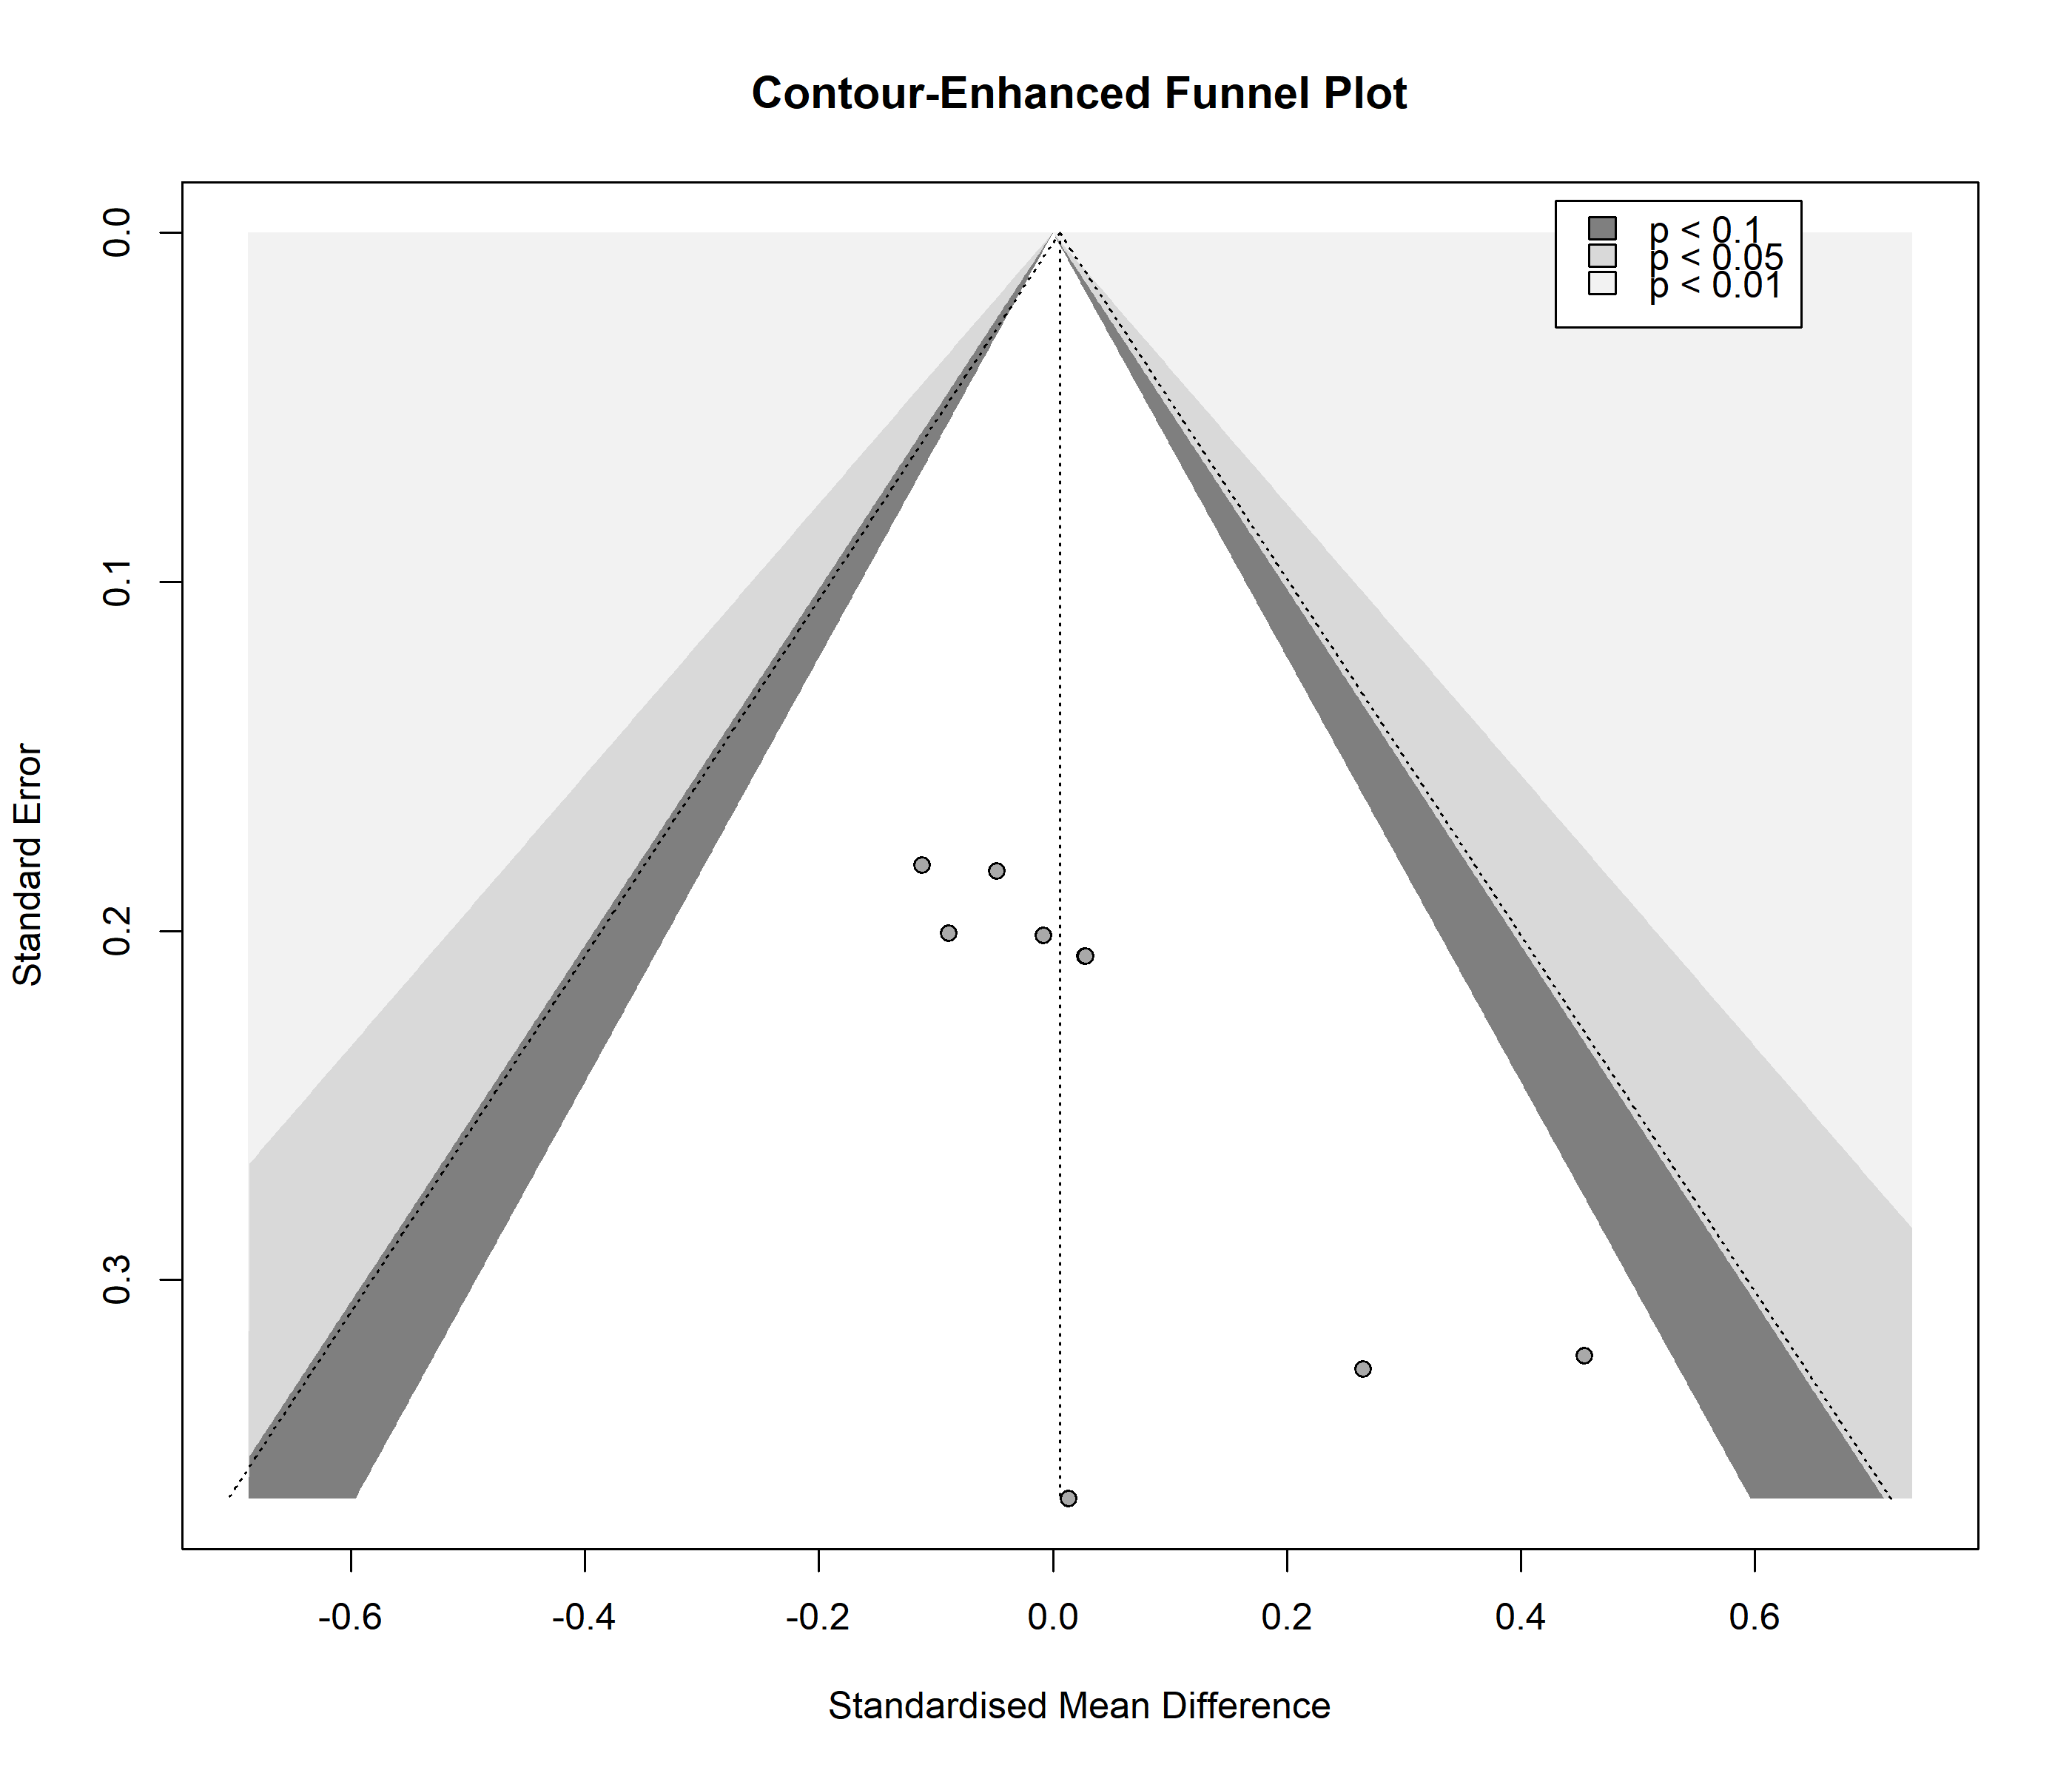 Contour-Enhanced Funnel Plot
p < 0.1
p < 0.05
p < 0.01
Standard Error
0.0
0.1
0.2
0.3
-0.6 -0.4 -0.2 0.0 0.2 0.4 0.6
Standardised Mean Difference